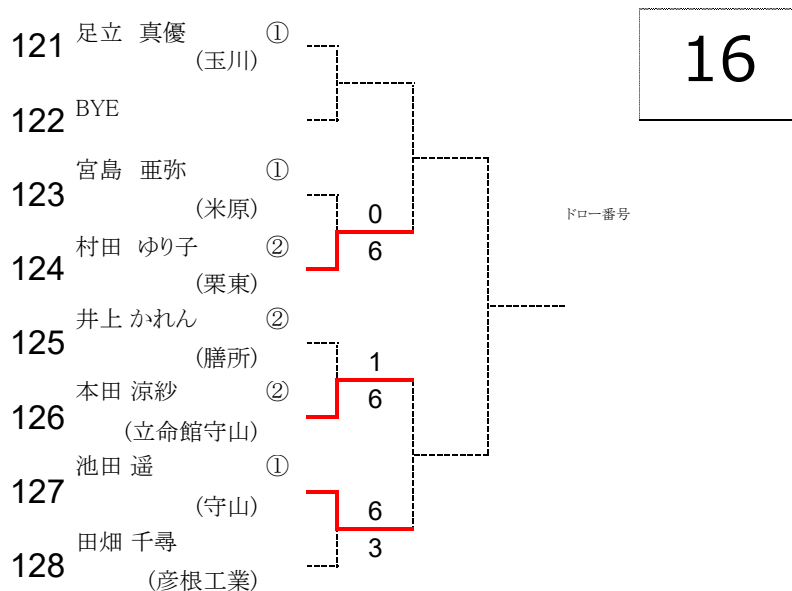 16
121 足立 真優 ①
(玉川)
122 BYE
123 宮島 亜弥 ①
(米原)
0
6
ドロー番号
124 村田 ゆり子 ②
(栗東)
125 井上 かれん ②
(膳所)
1
6
126 本田 涼紗 ②
(立命館守山)
127 池田 遥 ①
(守山)
6
3
128 田畑 千尋
(彦根工業)